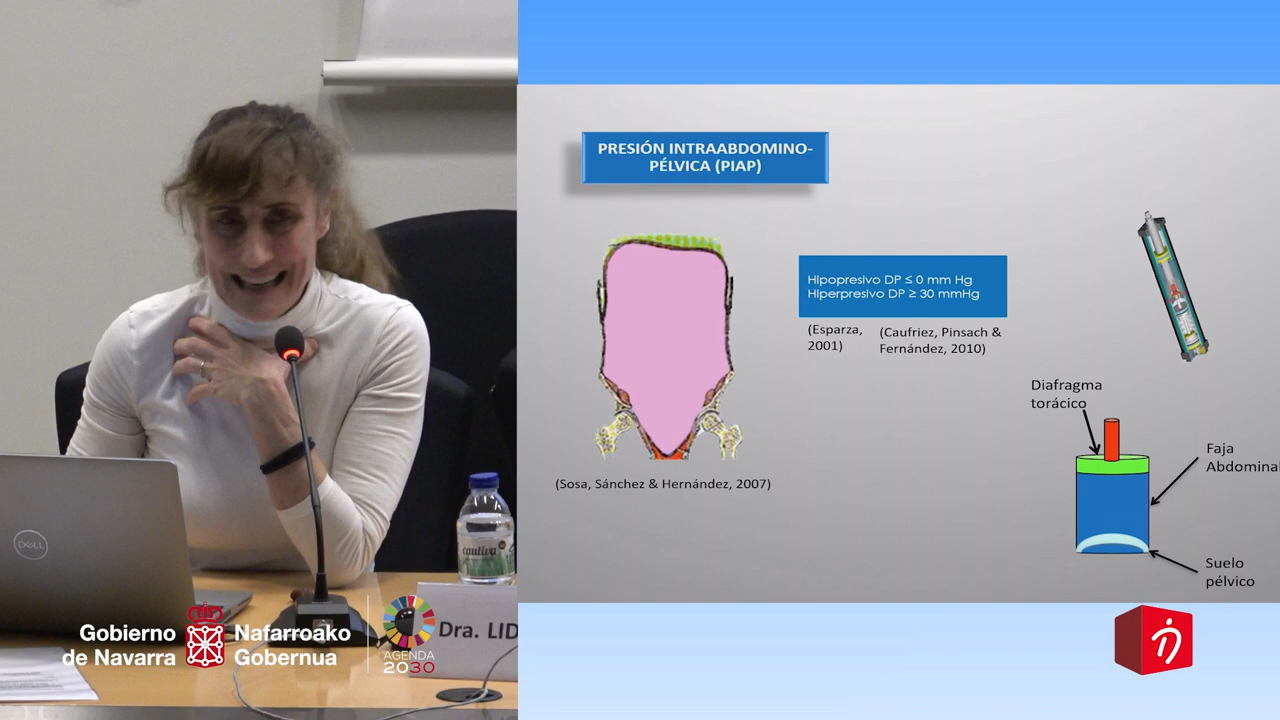 PRESIÓN INTRAABDOMINO-
PÉLVICA (PIAP)
Hipopresivo DP ≤ 0 mm Hg
Hiperpresivo DP ≥ 30 mmHg
(Esparza,
2001)
(Caufriez, Pinsach &
Fernández, 2010)
Diafragma
torácico
Faja
Abdominal
Suelo
pélvico
(Sosa, Sánchez & Hernández, 2007)
DELL
cautiva
Dra. LID
Gobierno
de Navarra
Nafarroako
Gobernua
AGENDA
2030